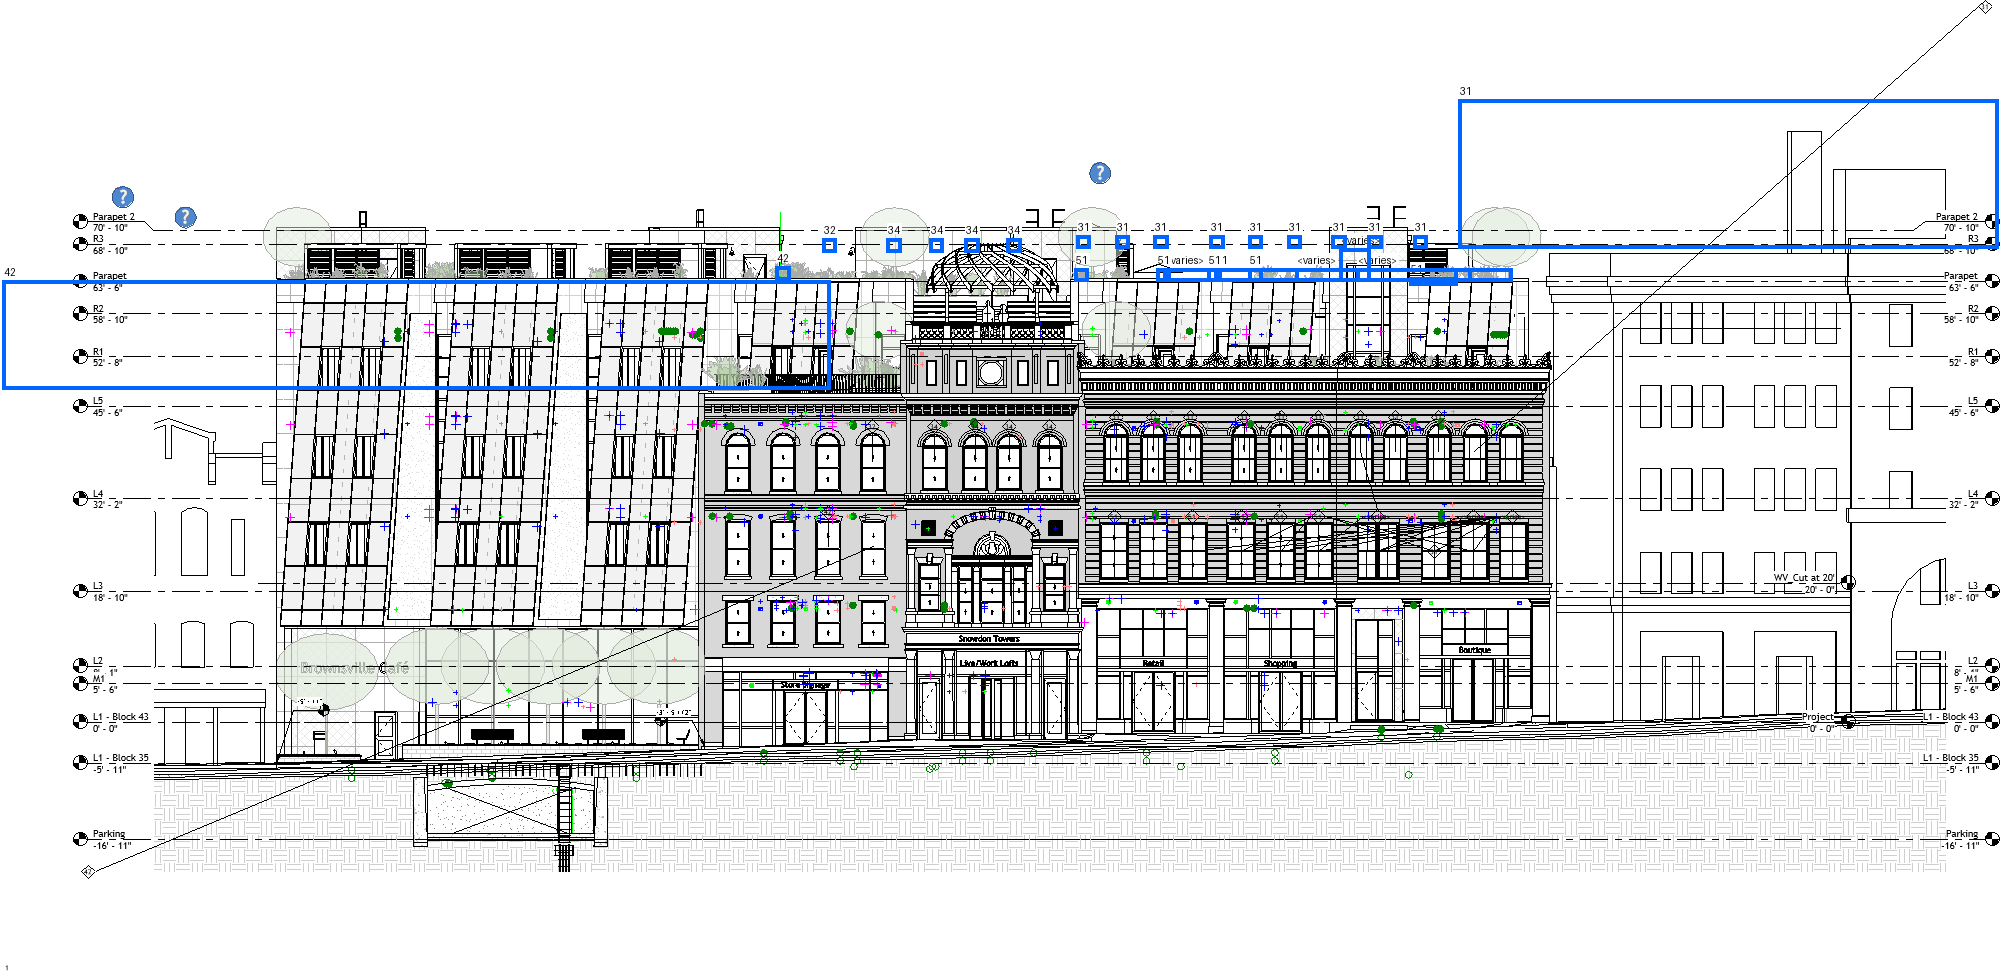 31
Parapet 2
70' - 10"
R3
68' - 10"
Parapet
63' - 6"
R2
58' - 10"
R1
52' - 8"
L5
45' - 6"
L4
32' - 2"
L3
18' - 10"
L2
M1
5' - 6"
L1 - Block 43
0' - 0"
L1 - Block 35
-5' - 11"
Parking
-16' - 11"
42
42
32
34
34
34
34
31
31
31
31
31
31
31
31
31
<varies>
51
51
varies>
511
51
<varies>
<varies>
Brownsville Café
Snowdon Towers
Live/Work Lofts
Retail
Shopping
Boutique
WV_Cut at 20'
20' - 0"
Project
0' - 0"
Parapet 2
70' - 10"
R3
68' - 10"
Parapet
63' - 6"
R2
58' - 10"
R1
52' - 8"
L5
45' - 6"
L4
32' - 2"
L3
18' - 10"
L2
M1
5' - 6"
L1 - Block 43
0' - 0"
L1 - Block 35
-5' - 11"
Parking
-16' - 11"
1